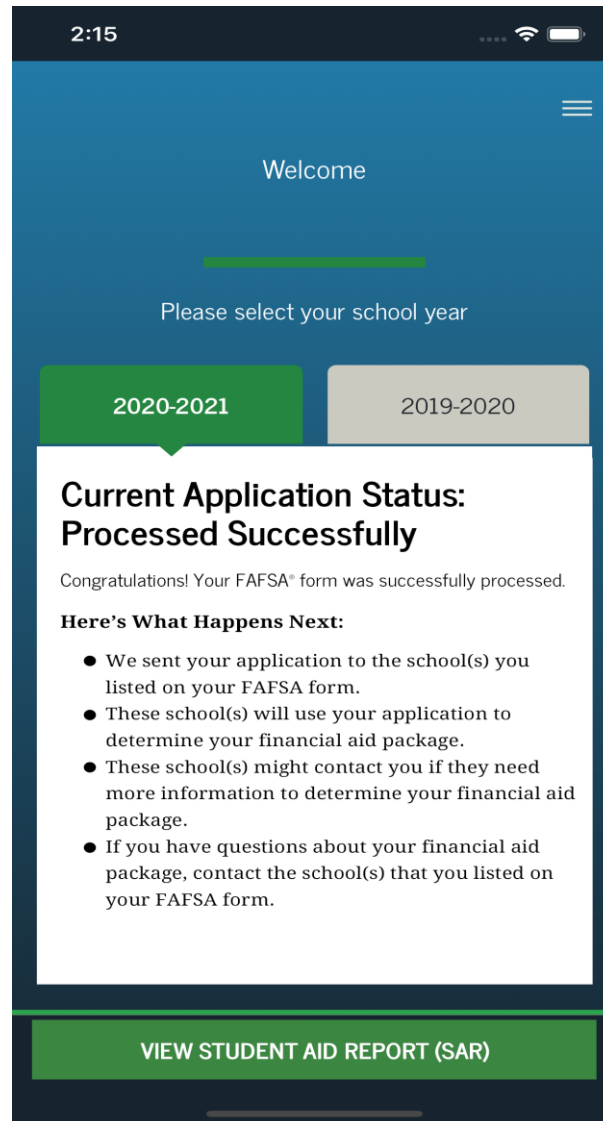 2:15
Welcome
Please select your school year
2020-2021
2019-2020
Current Application Status:
Processed Successfully
Congratulations! Your FAFSA® form was successfully processed.
Here's What Happens Next:
● We sent your application to the school(s) you
listed on your FAFSA form.
● These school(s) will use your application to
determine your financial aid package.
● These school(s) might contact you if they need
more information to determine your financial aid
package.
● If you have questions about your financial aid
package, contact the school(s) that you listed on
your FAFSA form.
VIEW STUDENT AID REPORT (SAR)